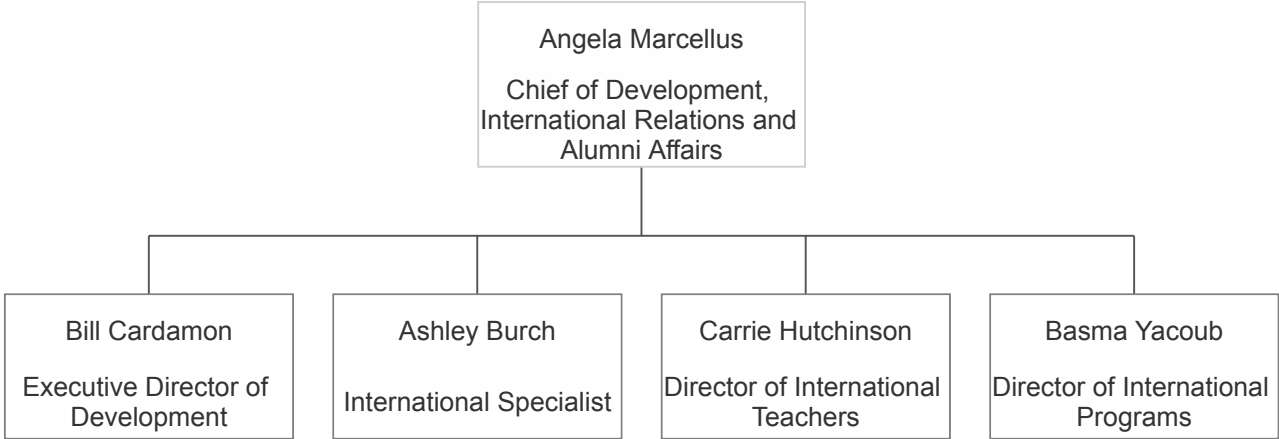 Angela Marcellus
Chief of Development,
International Relations and
Alumni Affairs
Bill Cardamon
Executive Director of
Development
Ashley Burch
International Specialist
Carrie Hutchinson
Director of International
Teachers
Basma Yacoub
Director of International
Programs